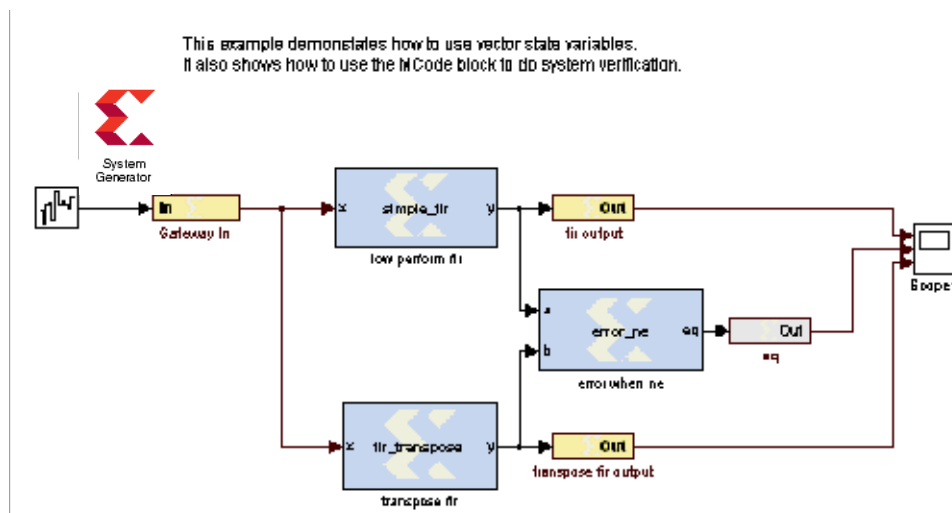 This example demonstates how to use vector state variables.
It also shows how to use the MCode block to do system verification.
System
Generator
In
Gateway In
x
simple_fir
y
low perform fir
Out
fir output
Scope
a
b
error_ne
eq
error when ne
Out
eq
x
fir_transpose
y
transpose fir
Out
transpose fir output